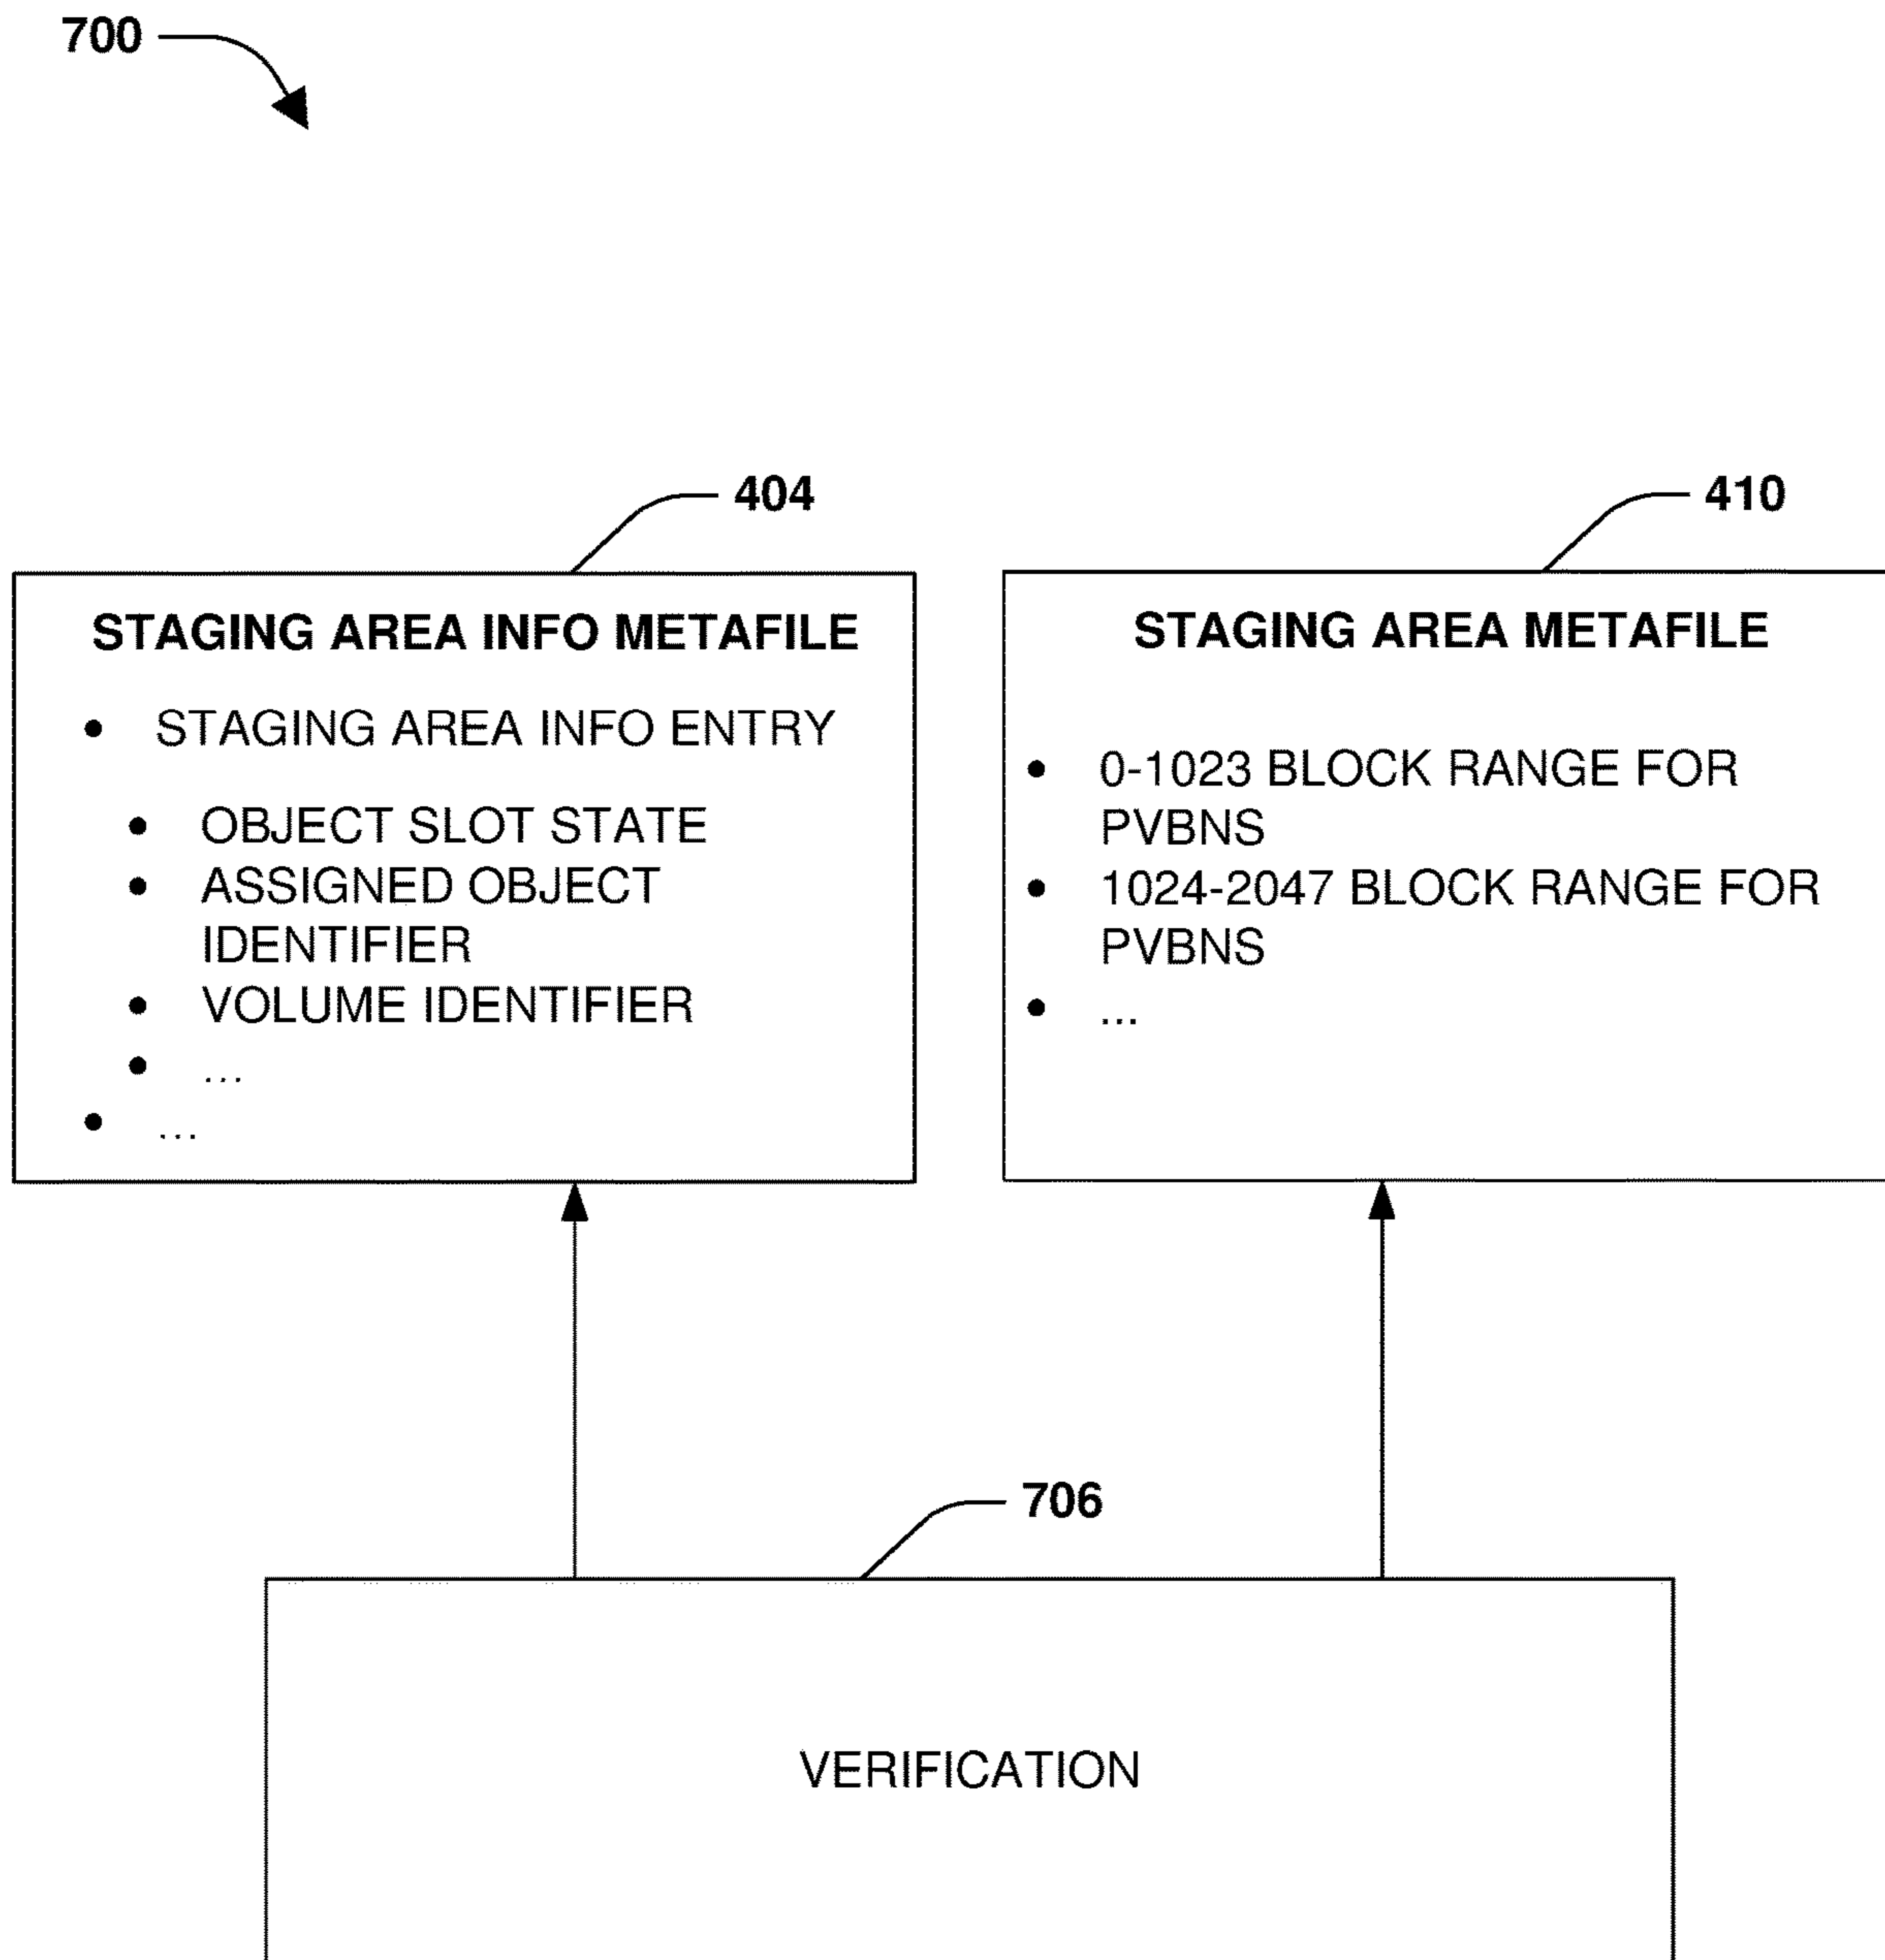 700
404
STAGING AREA INFO METAFILE
• STAGING AREA INFO ENTRY
• OBJECT SLOT STATE
• ASSIGNED OBJECT
IDENTIFIER
• VOLUME IDENTIFIER
• ...
• ...
410
STAGING AREA METAFILE
• 0-1023 BLOCK RANGE FOR
PVBNS
• 1024-2047 BLOCK RANGE FOR
PVBNS
• ...
706
VERIFICATION